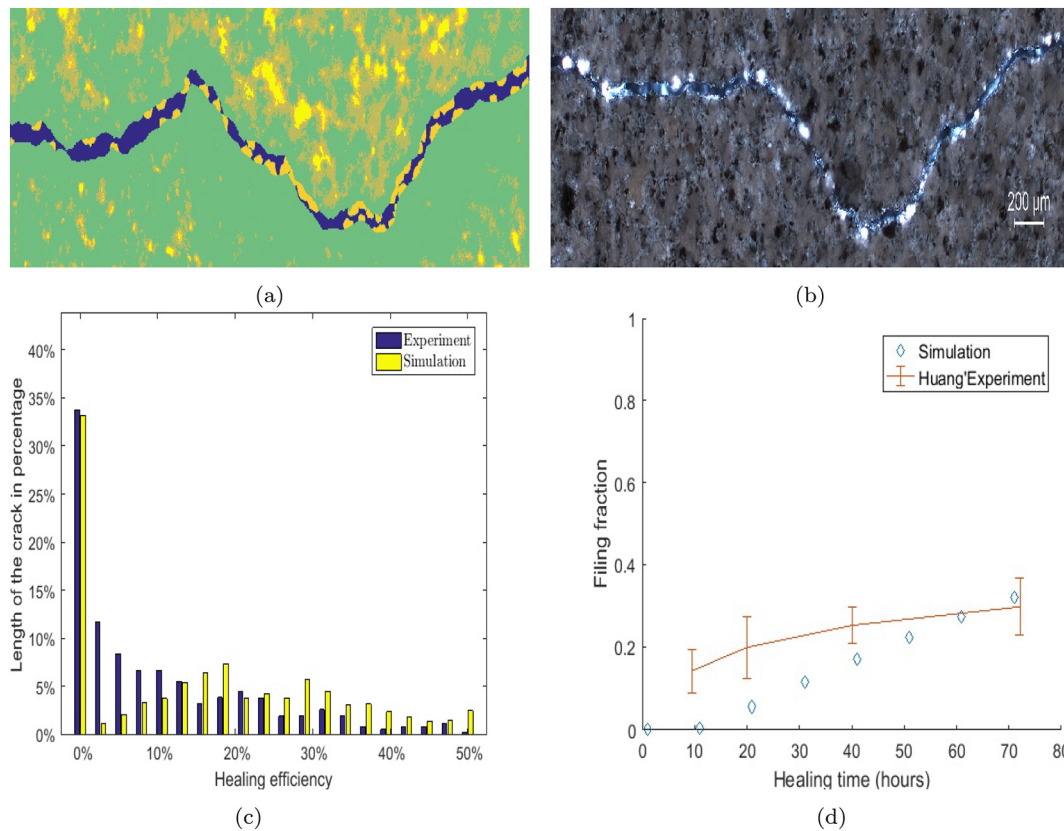 200 µm
(a)
(b)
Length of the crack in percentage
40%
35%
30%
25%
20%
15%
10%
5%
0%
Experiment
Simulation
0%
10%
20%
30%
40%
50%
Healing efficiency
(c)
Filing fraction
1
0.8
0.6
0.4
0.2
0
Simulation
Huang'Experiment
0
10
20
30
40
50
60
70
80
Healing time (hours)
(d)